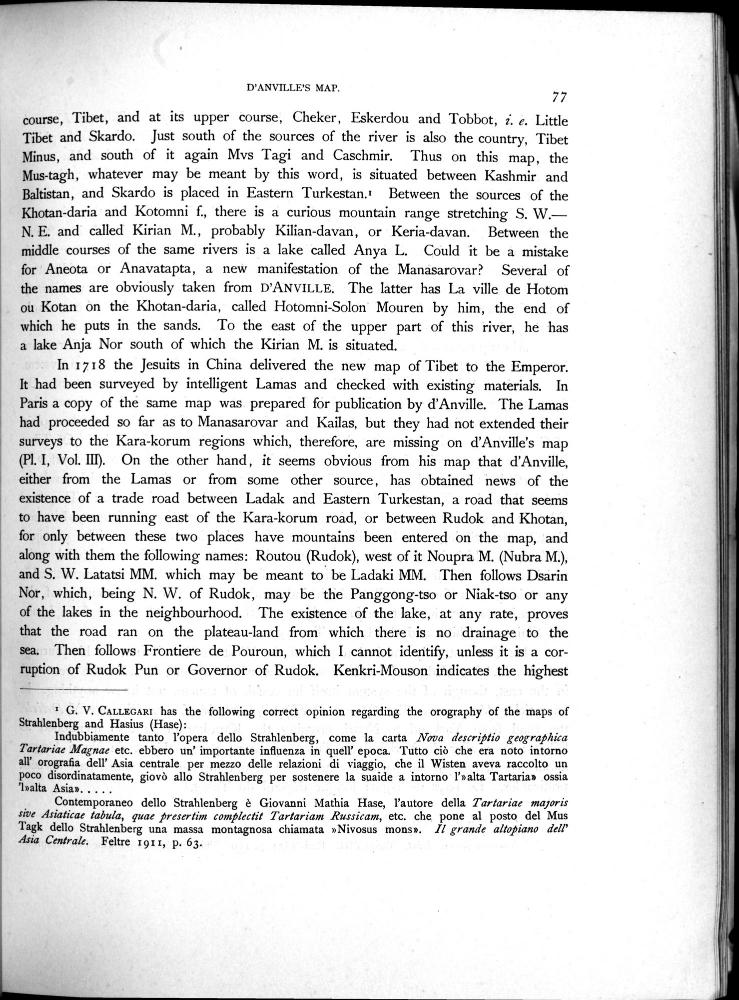 D'ANVILLE'S MAP.
77
course, Tibet, and at its upper course, Cheker, Eskerdou and Tobbot, i. e. Little
Tibet and Skardo. Just south of the sources of the river is also the country, Tibet
Minus, and south of it again Mvs Tagi and Caschmir. Thus on this map, the
Mus-tagh, whatever may be meant by this word, is situated between Kashmir and
Baltistan, and Skardo is placed in Eastern Turkestan.¹ Between the sources of the
Khotan-daria and Kotomni f., there is a curious mountain range stretching S. W.—
N. E. and called Kirian M., probably Kilian-davan, or Keria-davan. Between the
middle courses of the same rivers is a lake called Anya L. Could it be a mistake
for Aneota or Anavatapta, a new manifestation of the Manasarovar? Several of
the names are obviously taken from D'ANVILLE. The latter has La ville de Hotom
ou Kotan on the Khotan-daria, called Hotomni-Solon Mouren by him, the end of
which he puts in the sands. To the east of the upper part of this river, he has
a lake Anja Nor south of which the Kirian M. is situated.
In 1718 the Jesuits in China delivered the new map of Tibet to the Emperor.
It had been surveyed by intelligent Lamas and checked with existing materials. In
Paris a copy of the same map was prepared for publication by d'Anville. The Lamas
had proceeded so far as to Manasarovar and Kailas, but they had not extended their
surveys to the Kara-korum regions which, therefore, are missing on d'Anville's map
(Pl. I, Vol. III). On the other hand, it seems obvious from his map that d'Anville,
either from the Lamas or from some other source, has obtained news of the
existence of a trade road between Ladak and Eastern Turkestan, a road that seems
to have been running east of the Kara-korum road, or between Rudok and Khotan,
for only between these two places have mountains been entered on the map, and
along with them the following names: Routou (Rudok), west of it Noupra M. (Nubra M.),
and S. W. Latatsi MM. which may be meant to be Ladaki MM. Then follows Dsarin
Nor, which, being N. W. of Rudok, may be the Panggong-tso or Niak-tso or any
of the lakes in the neighbourhood. The existence of the lake, at any rate, proves
that the road ran on the plateau-land from which there is no drainage to the
sea. Then follows Frontiere de Pouroun, which I cannot identify, unless it is a cor-
ruption of Rudok Pun or Governor of Rudok. Kenkri-Mouson indicates the highest
¹ G. V. CALLEGARI has the following correct opinion regarding the orography of the maps of
Strahlenberg and Hasius (Hase):
Indubbiamente tanto l'opera dello Strahlenberg, come la carta Nova descriptio geographica
Tartariae Magnae etc. ebbero un' importante influenza in quell' epoca. Tutto ciò che era noto intorno
all' orografia dell' Asia centrale per mezzo delle relazioni di viaggio, che il Wisten aveva raccolto un
poco disordinatamente, giovò allo Strahlenberg per sostenere la suaide a intorno l'»alta Tartaria» ossia
'l»alta Asia». . . . .
Contemporaneo dello Strahlenberg è Giovanni Mathia Hase, l'autore della Tartariae majoris
sive Asiaticae tabula, quae presertim complectit Tartariam Russicam, etc. che pone al posto del Mus
Tagk dello Strahlenberg una massa montagnosa chiamata »Nivosus mons». Il grande altopiano dell'
Asia Centrale. Feltre 1911, p. 63.